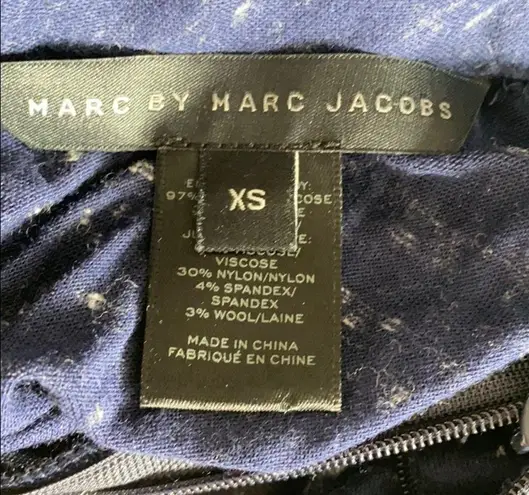 MARC BY MARC JACOBS
XS
97%
VISCOSE
30% NYLON/NYLON
4% SPANDEX/
SPANDEX
3% WOOL/LAINE
MADE IN CHINA
FABRIQUÉ EN CHINE